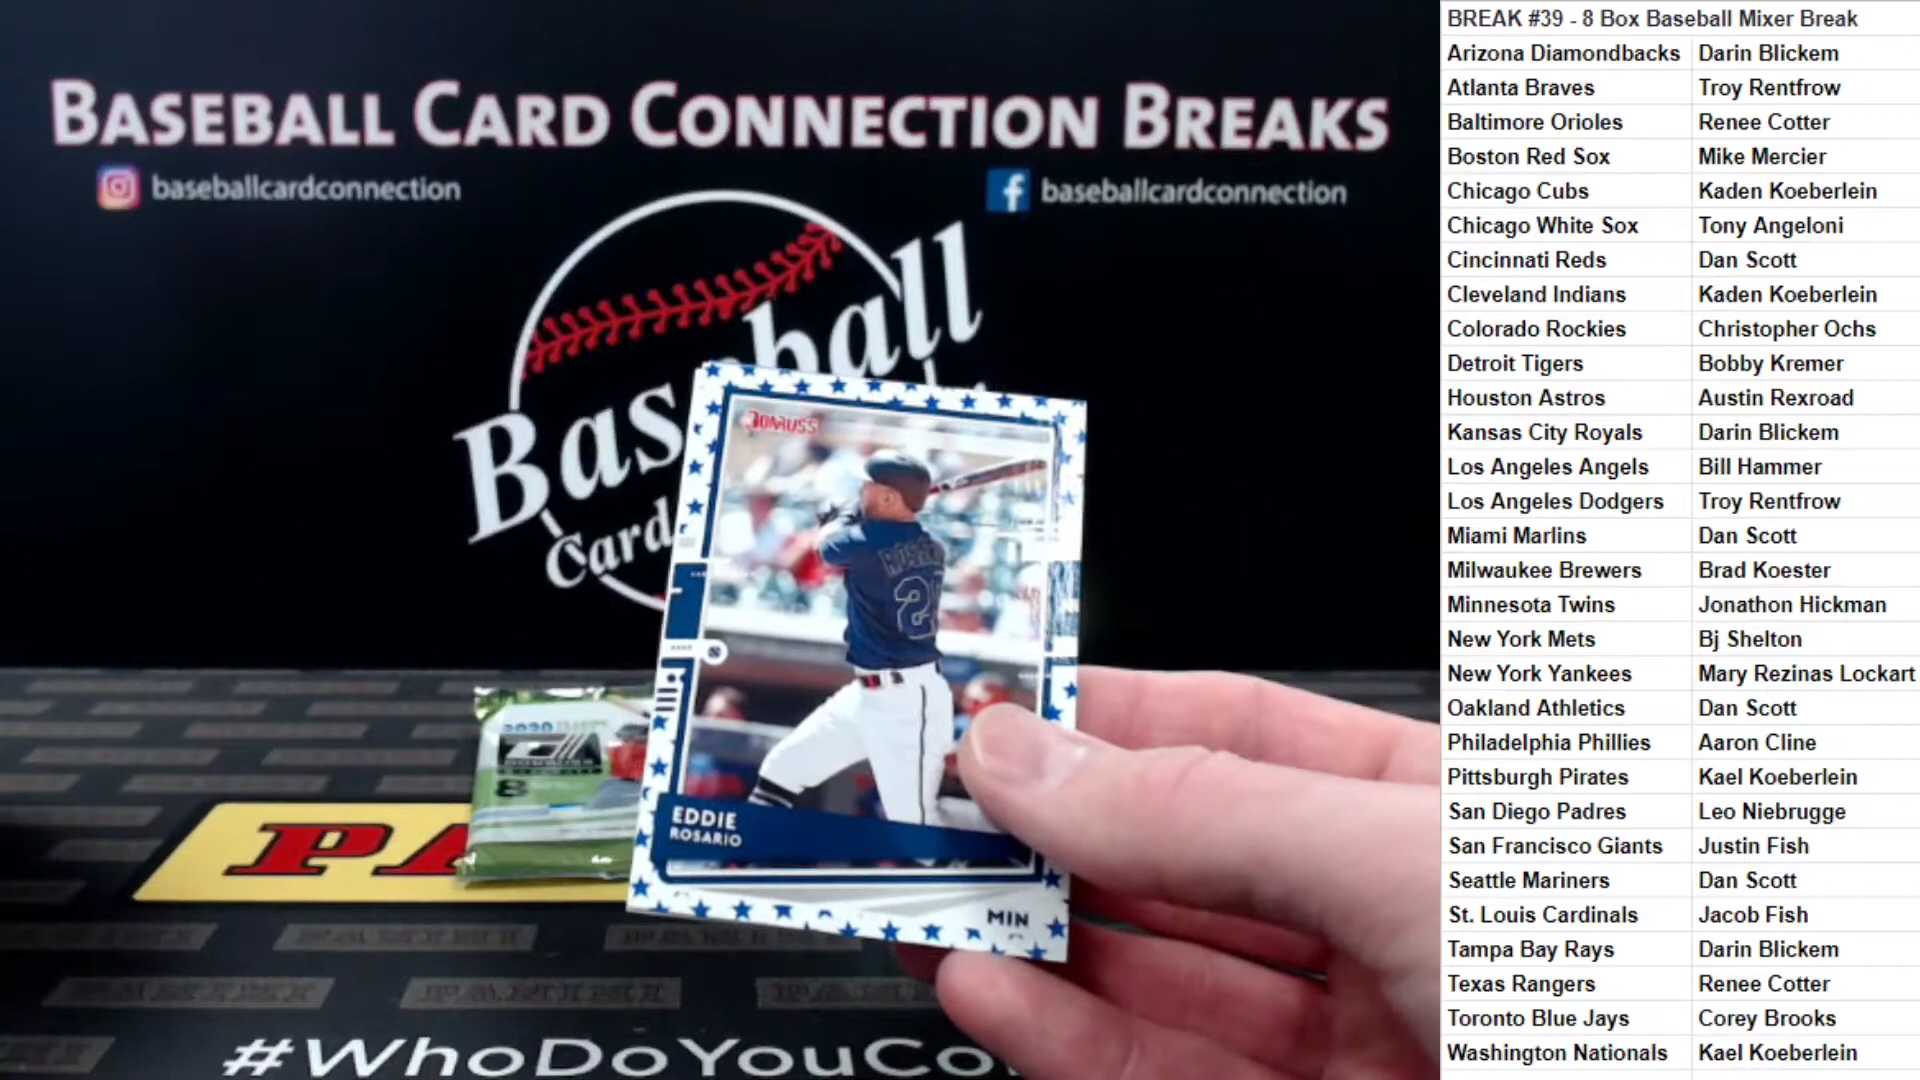 BASEBALL CARD CONNECTION BREAKS
baseballcardconnection
baseballcardconnection
Baseball
Card
DONRUSS
ROSA
2
EDDIE
ROSARIO
MIN
2020
8
PA
PANINI
#WhoDoYouCo
BREAK #39 - 8 Box Baseball Mixer Break
Arizona Diamondbacks Darin Blickem
Atlanta Braves Troy Rentfrow
Baltimore Orioles Renee Cotter
Boston Red Sox Mike Mercier
Chicago Cubs Kaden Koeberlein
Chicago White Sox Tony Angeloni
Cincinnati Reds Dan Scott
Cleveland Indians Kaden Koeberlein
Colorado Rockies Christopher Ochs
Detroit Tigers Bobby Kremer
Houston Astros Austin Rexroad
Kansas City Royals Darin Blickem
Los Angeles Angels Bill Hammer
Los Angeles Dodgers Troy Rentfrow
Miami Marlins Dan Scott
Milwaukee Brewers Brad Koester
Minnesota Twins Jonathon Hickman
New York Mets Bj Shelton
New York Yankees Mary Rezinas Lockart
Oakland Athletics Dan Scott
Philadelphia Phillies Aaron Cline
Pittsburgh Pirates Kael Koeberlein
San Diego Padres Leo Niebrugge
San Francisco Giants Justin Fish
Seattle Mariners Dan Scott
St. Louis Cardinals Jacob Fish
Tampa Bay Rays Darin Blickem
Texas Rangers Renee Cotter
Toronto Blue Jays Corey Brooks
Washington Nationals Kael Koeberlein